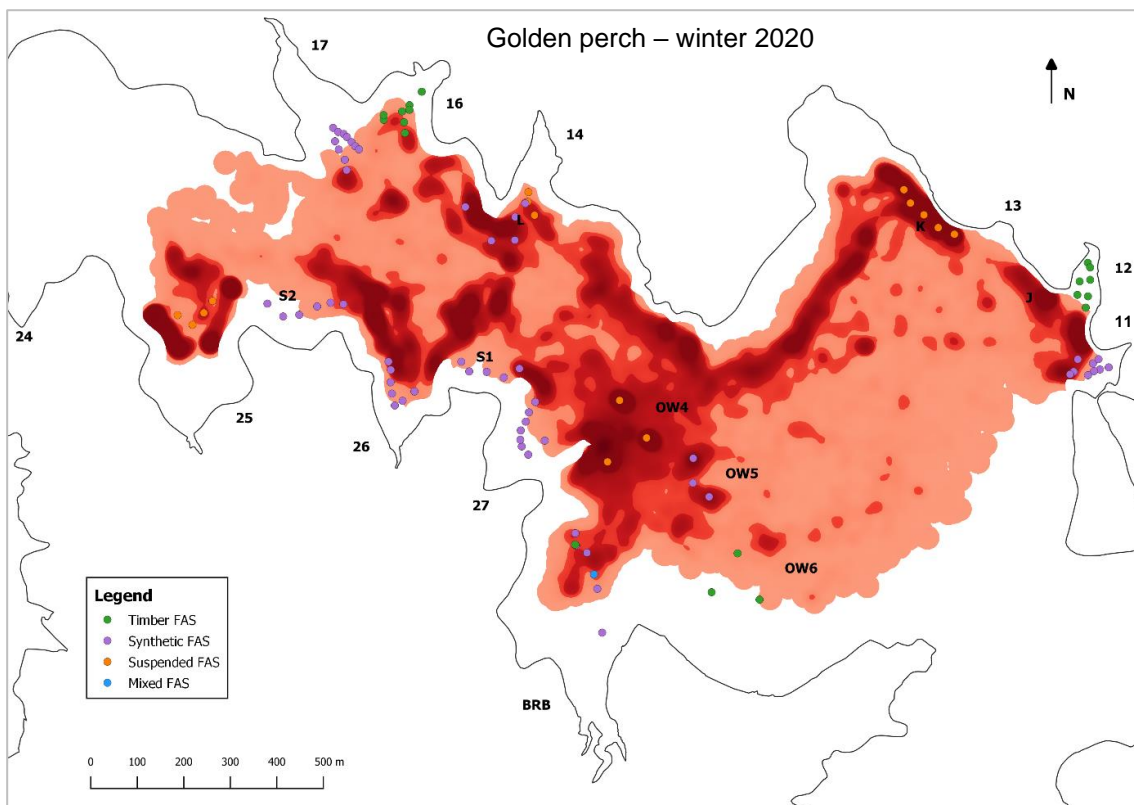 Golden perch – winter 2020
17
16
14
N
13
12
11
L
K
J
S2
24
S1
25
26
OW4
OW5
27
OW6
BRB
Legend
Timber FAS
Synthetic FAS
Suspended FAS
Mixed FAS
0 100 200 300 400 500 m